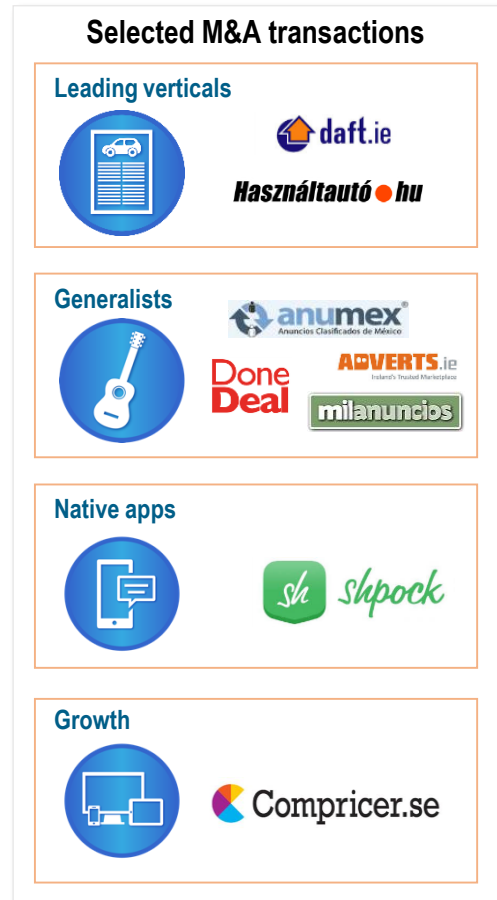 Selected M&A transactions
Leading verticals
daft.ie
Használtautó hu
Generalists
anumex®
Anuncios Clasificados de México
Done
Deal
ADVERTS.ie
Ireland's Trusted Marketplace
milanuncios
Native apps
sh shpock
Growth
Compricer.se